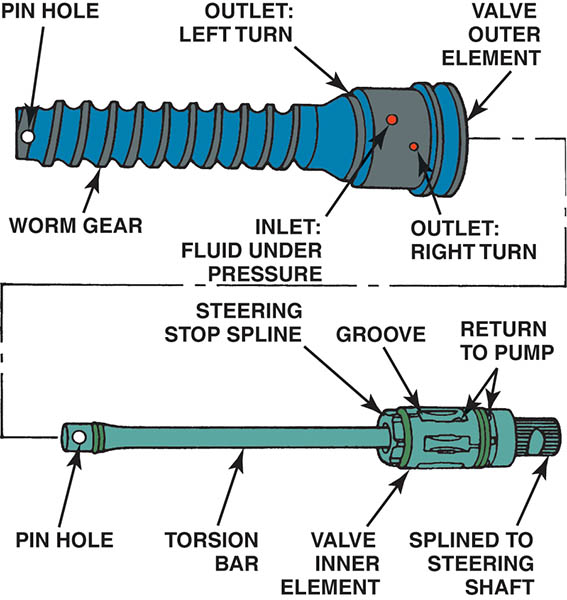 PIN HOLE
OUTLET:
LEFT TURN
VALVE
OUTER
ELEMENT
WORM GEAR
INLET:
FLUID UNDER
PRESSURE
OUTLET:
RIGHT TURN
STEERING
STOP SPLINE
GROOVE
RETURN
TO PUMP
PIN HOLE
TORSION
BAR
VALVE
INNER
ELEMENT
SPLINED TO
STEERING
SHAFT